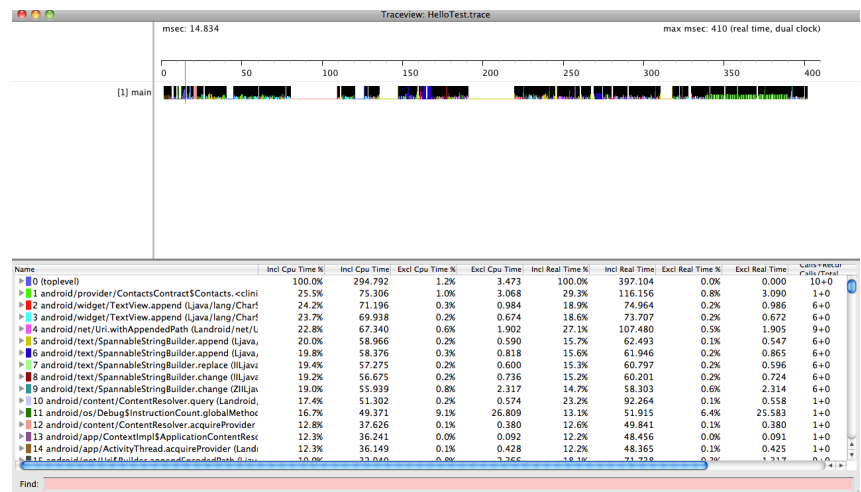 Traceview: HelloTest.trace
msec: 14.834 max msec: 410 (real time, dual clock)
0 50 100 150 200 250 300 350 400
[1] main
Name Incl Cpu Time % Incl Cpu Time Excl Cpu Time % Excl Cpu Time Incl Real Time % Incl Real Time Excl Real Time % Excl Real Time Calls+Recur
Calls/Total
0 (toplevel) 100.0% 294.792 1.2% 3.473 100.0% 397.104 0.0% 0.000 10+0
1 android/provider/ContactsContract$Contacts.<clini 25.5% 75.306 1.0% 3.068 29.3% 116.156 0.8% 3.090 1+0
2 android/widget/TextView.append (Ljava/lang/CharS 24.2% 71.196 0.3% 0.984 18.9% 74.964 0.2% 0.986 6+0
3 android/widget/TextView.append (Ljava/lang/CharS 23.7% 69.938 0.2% 0.674 18.6% 73.707 0.2% 0.672 6+0
4 android/net/Uri.withAppendedPath (Landroid/net/U 22.8% 67.340 0.6% 1.902 27.1% 107.480 0.5% 1.905 9+0
5 android/text/SpannableStringBuilder.append (Ljava, 20.0% 58.966 0.2% 0.590 15.7% 62.493 0.1% 0.547 6+0
6 android/text/SpannableStringBuilder.append (Ljava, 19.8% 58.376 0.3% 0.818 15.6% 61.946 0.2% 0.865 6+0
7 android/text/SpannableStringBuilder.replace (IILjava 19.4% 57.275 0.2% 0.600 15.3% 60.797 0.2% 0.596 6+0
8 android/text/SpannableStringBuilder.change (IILjava 19.2% 56.675 0.2% 0.736 15.2% 60.201 0.2% 0.724 6+0
9 android/text/SpannableStringBuilder.change (ZIILjav 19.0% 55.939 0.8% 2.317 14.7% 58.303 0.6% 2.314 6+0
10 android/content/ContentResolver.query (Landroid, 17.4% 51.302 0.2% 0.574 23.2% 92.264 0.1% 0.558 1+0
11 android/os/Debug$InstructionCount.globalMethoc 16.7% 49.371 9.1% 26.809 13.1% 51.915 6.4% 25.583 1+0
12 android/content/ContentResolver.acquireProvider 12.8% 37.626 0.1% 0.380 12.6% 49.841 0.1% 0.380 1+0
13 android/app/ContextImpl$ApplicationContentResc 12.3% 36.241 0.0% 0.092 12.2% 48.456 0.0% 0.091 1+0
14 android/app/ActivityThread.acquireProvider (Landı 12.3% 36.149 0.1% 0.428 12.2% 48.365 0.1% 0.425 1+0
Find: